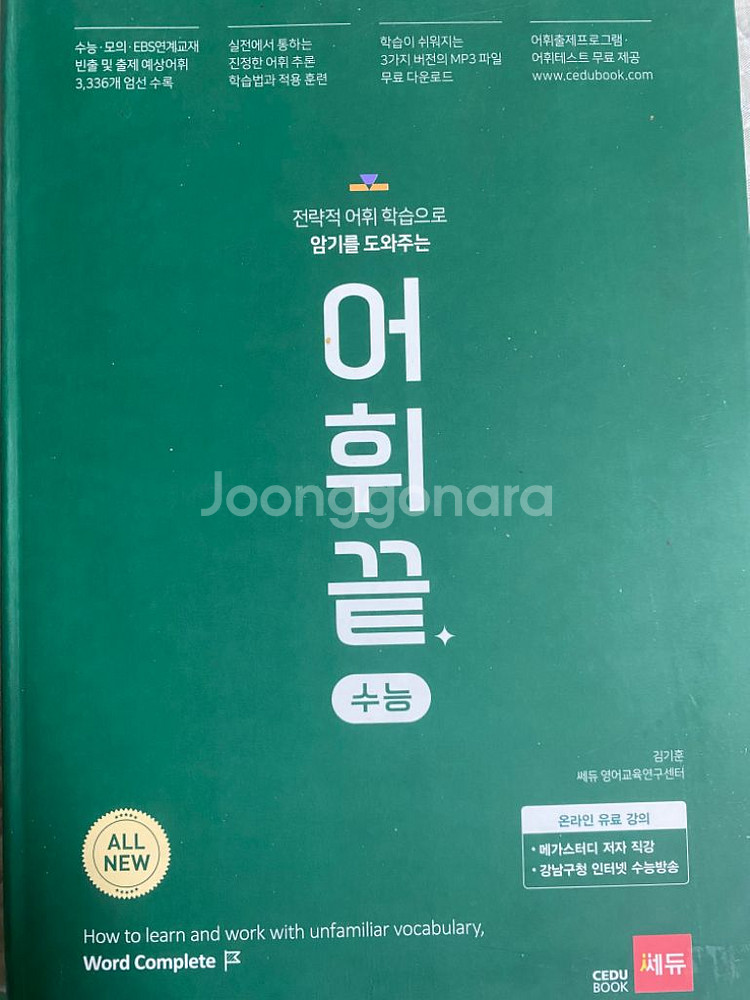 수능·모의·EBS연계교재
빈출 및 출제 예상어휘
3,336개 엄선 수록
실전에서 통하는
진정한 어휘 추론
학습법과 적용 훈련
학습이 쉬워지는
3가지 버전의 MP3 파일
무료 다운로드
어휘출제프로그램·
어휘테스트 무료 제공
www.cedubook.com
전략적 어휘 학습으로
암기를 도와주는
어
휘
끝
수능
Joonggonara
김기훈
쎄듀 영어교육연구센터
온라인 유료 강의
• 메가스터디 저자 직강
• 강남구청 인터넷 수능방송
ALL
NEW
How to learn and work with unfamiliar vocabulary,
Word Complete
CEDU
BOOK
쎄듀